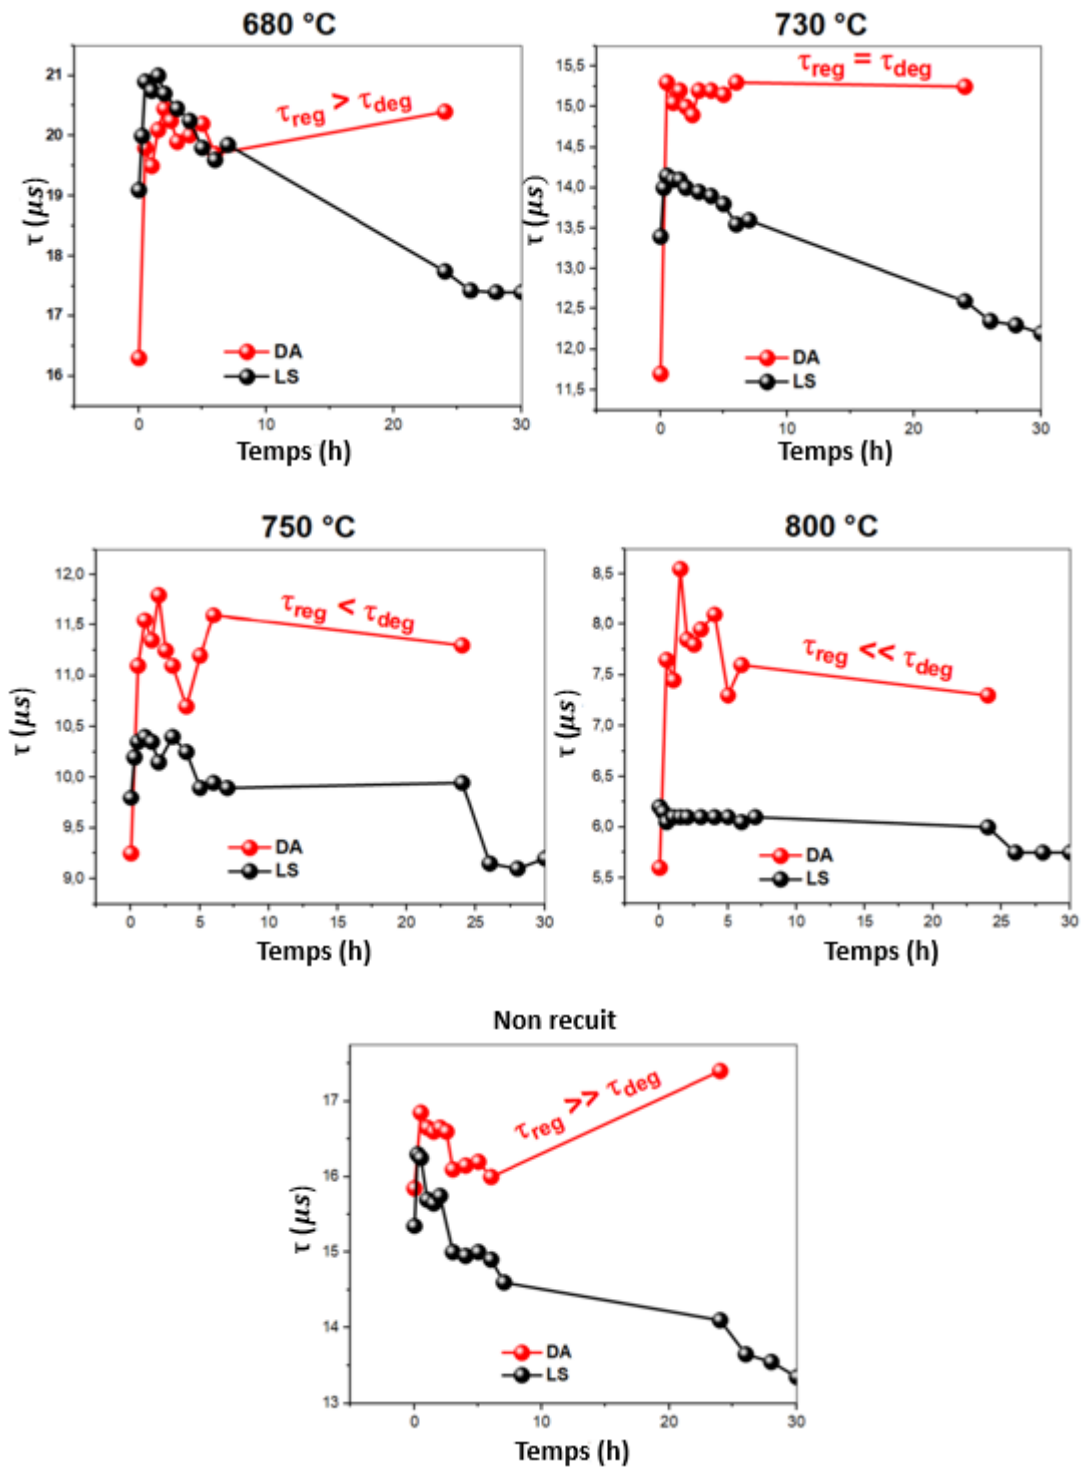 680 °C
21
20
19
18
17
16
τ (μs)
τreg > τdeg
DA
LS
0
10
20
30
Temps (h)
730 °C
15,5
15,0
14,5
14,0
13,5
13,0
12,5
12,0
11,5
τ (μs)
τreg = τdeg
DA
LS
0
10
20
30
Temps (h)
750 °C
12,0
11,5
11,0
10,5
10,0
9,5
9,0
τ (μs)
τreg < τdeg
DA
LS
0
5
10
15
20
25
30
Temps (h)
800 °C
8,5
8,0
7,5
7,0
6,5
6,0
5,5
τ (μs)
τreg << τdeg
DA
LS
0
5
10
15
20
25
30
Temps (h)
Non recuit
17
16
15
14
13
τ (μs)
τreg >> τdeg
DA
LS
0
10
20
30
Temps (h)